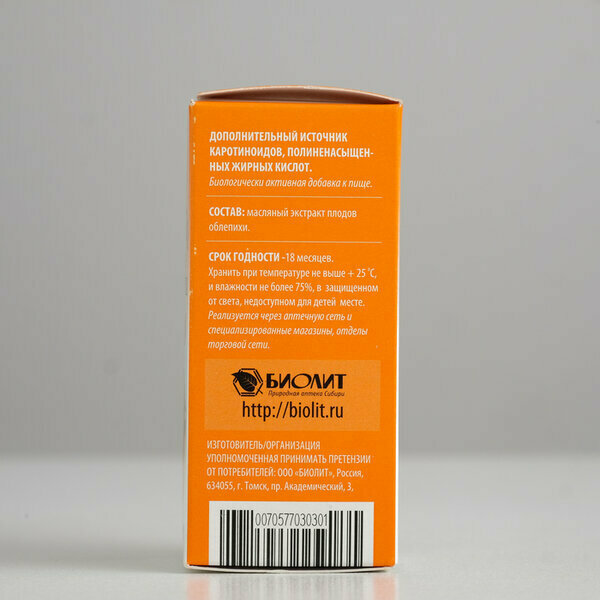 ДОПОЛНИТЕЛЬНЫЙ ИСТОЧНИК
КАРОТИНОИДОВ, ПОЛИНЕНАСЫЩЕН-
НЫХ ЖИРНЫХ КИСЛОТ.
Биологически активная добавка к пище.
СОСТАВ: масляный экстракт плодов
облепихи.
СРОК ГОДНОСТИ -18 месяцев.
Хранить при температуре не выше + 25 °С,
и влажности не более 75%, в защищенном
от света, недоступном для детей месте.
Реализуется через аптечную сеть и
специализированные магазины, отделы
торговой сети.
БИОЛИТ
Природная аптека Сибири
http://biolit.ru
ИЗГОТОВИТЕЛЬ/ОРГАНИЗАЦИЯ
УПОЛНОМОЧЕННАЯ ПРИНИМАТЬ ПРЕТЕНЗИИ
ОТ ПОТРЕБИТЕЛЕЙ: ООО «БИОЛИТ», Россия,
634055, г. Томск, пр. Академический, 3,
0070577030301